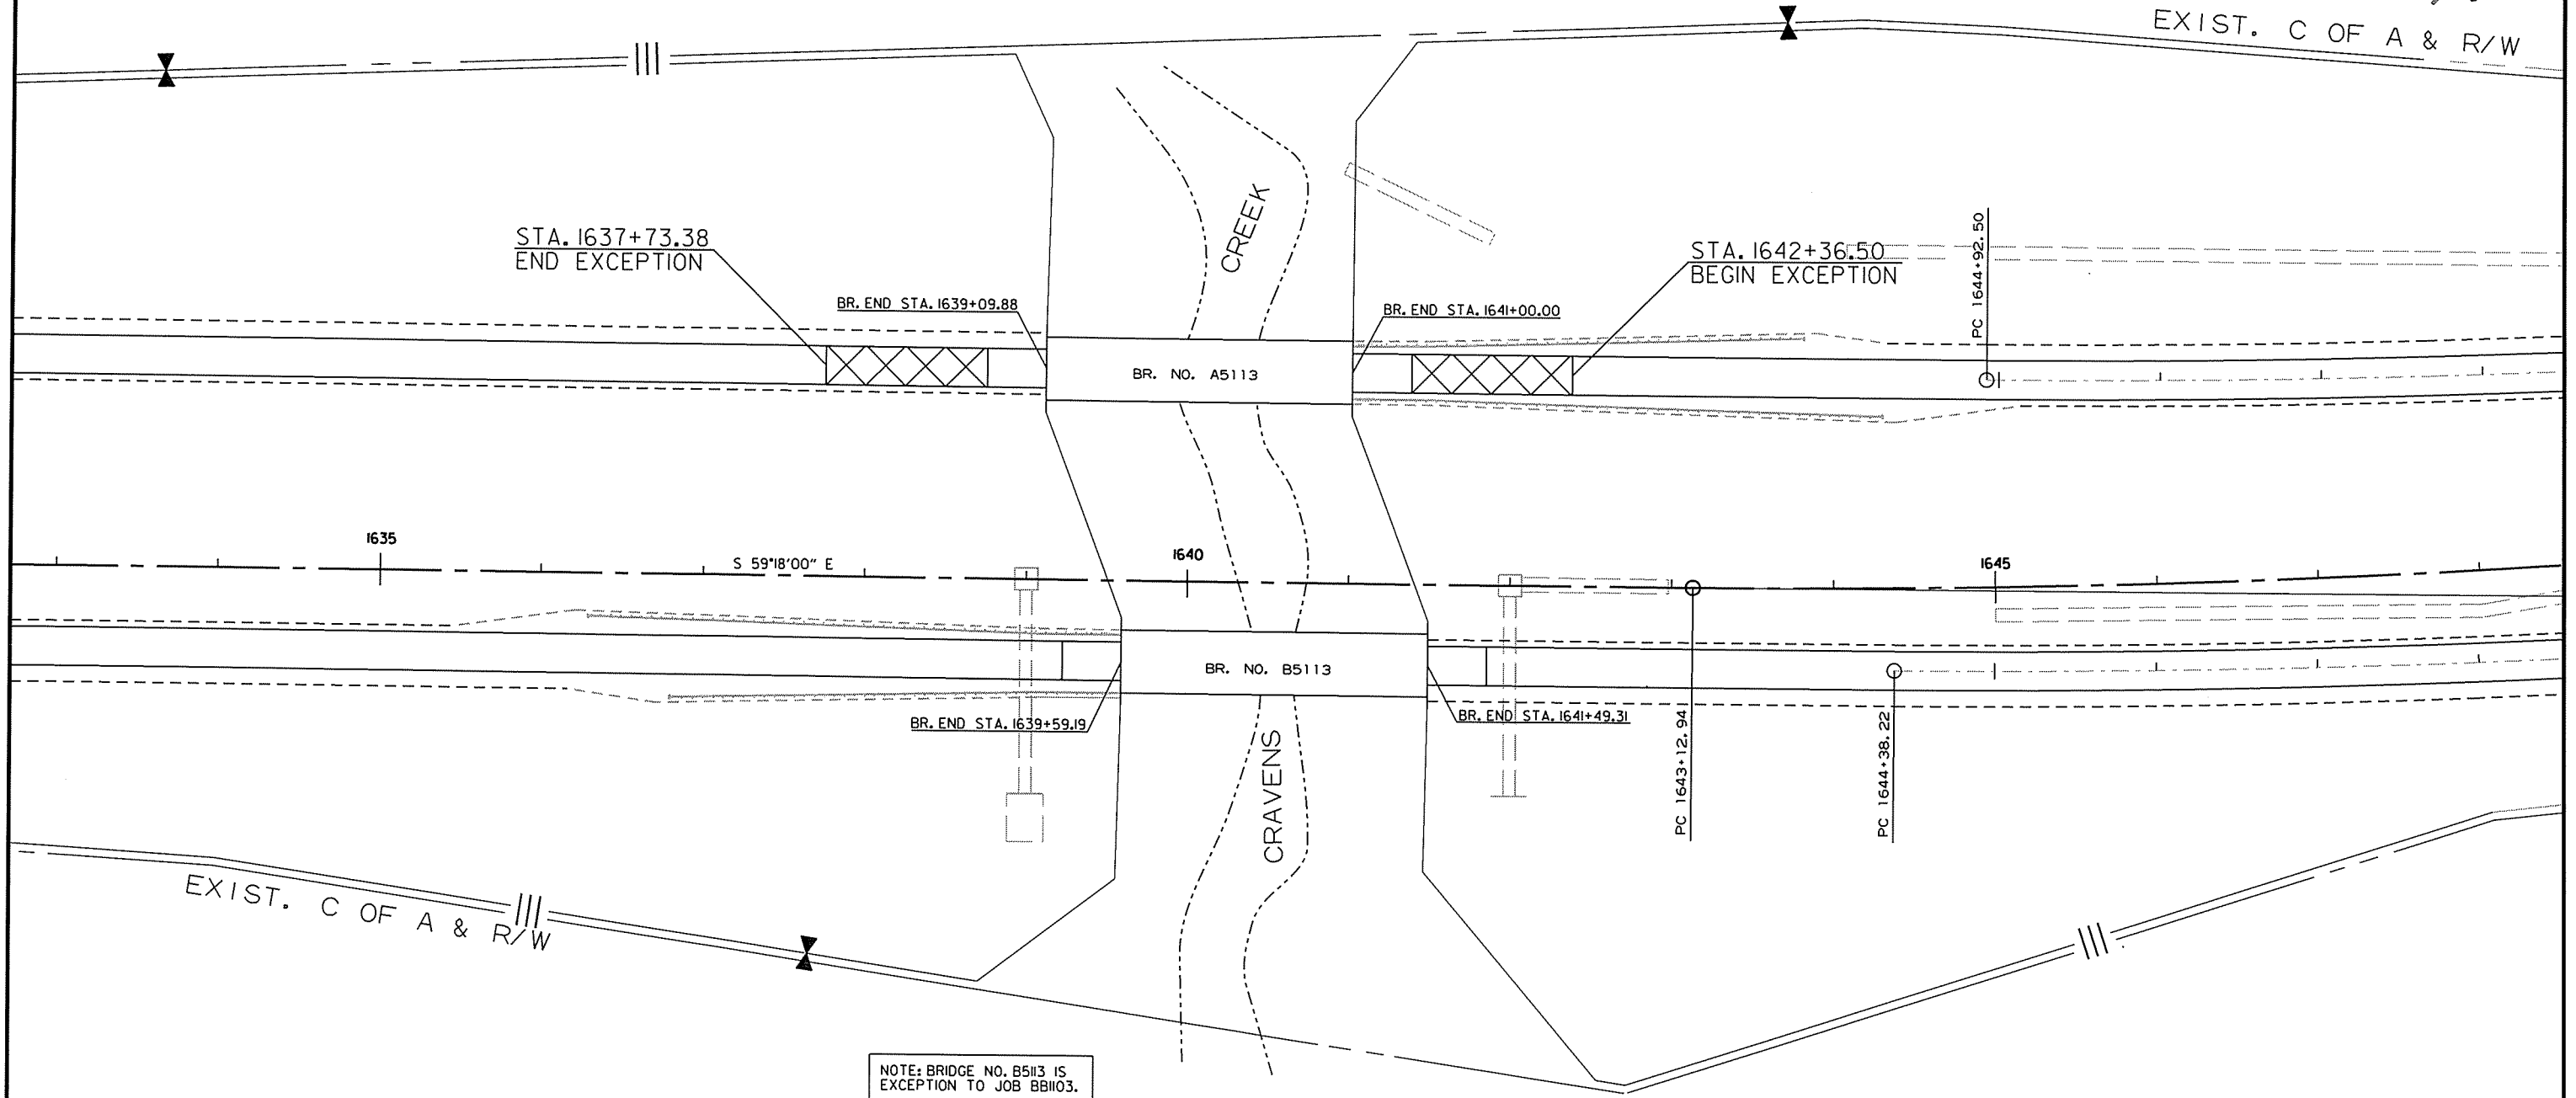 EXIST. C OF A & R/W
STA. 1637+73.38
END EXCEPTION
CREEK
STA. 1642+36.50
BEGIN EXCEPTION
PC 1644+92.50
BR. END STA. 1639+09.88
BR. END STA. 1641+00.00
BR. NO. A5113
1635
S 59°18'00" E
1640
1645
BR. NO. B5113
BR. END STA. 1639+59.19
BR. END STA. 1641+49.31
CRAVENS
PC 1643+12.94
PC 1644+38.22
EXIST. C OF A & R/W
NOTE: BRIDGE NO. B5113 IS
EXCEPTION TO JOB BB1103.